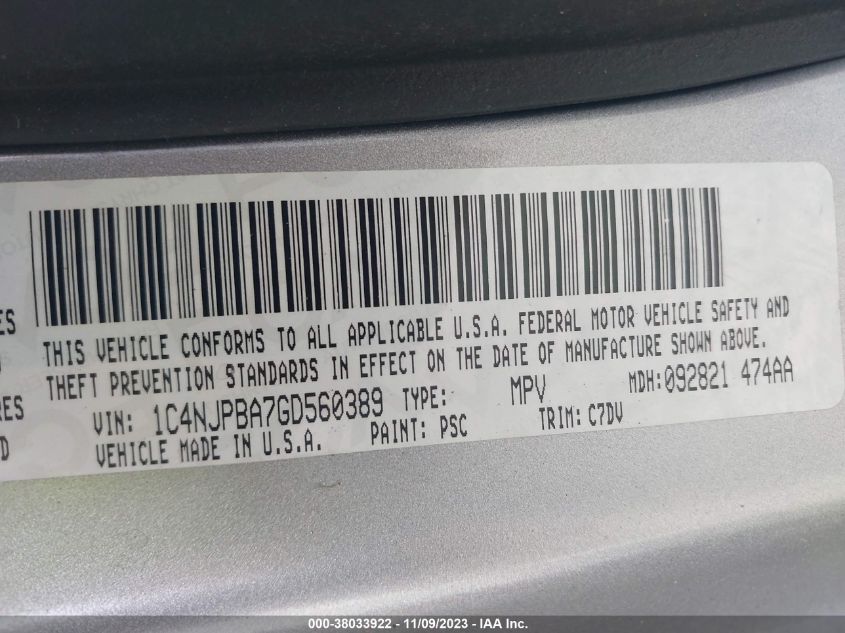 THIS VEHICLE CONFORMS TO ALL APPLICABLE U.S.A. FEDERAL MOTOR VEHICLE SAFETY AND
THEFT PREVENTION STANDARDS IN EFFECT ON THE DATE OF MANUFACTURE SHOWN ABOVE.
VIN: 1C4NJPBA7GD560389 TYPE: MPV MDH:092821 474AA
VEHICLE MADE IN U.S.A. PAINT: PSC TRIM: C7DV
000-38033922 - 11/09/2023 - IAA Inc.